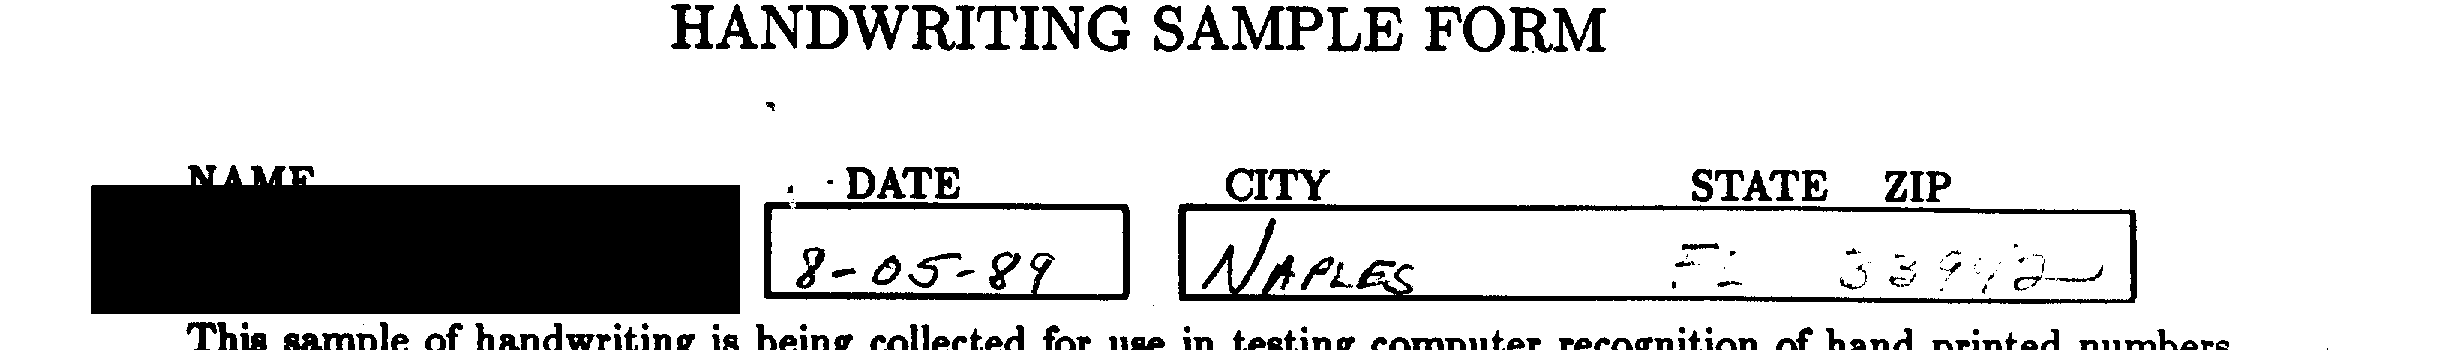 HANDWRITING SAMPLE FORM
NAME DATE CITY STATE ZIP
8-05-89 NAPLES FL 33942
This sample of handwriting is being collected for use in testing computer recognition of hand printed numbers